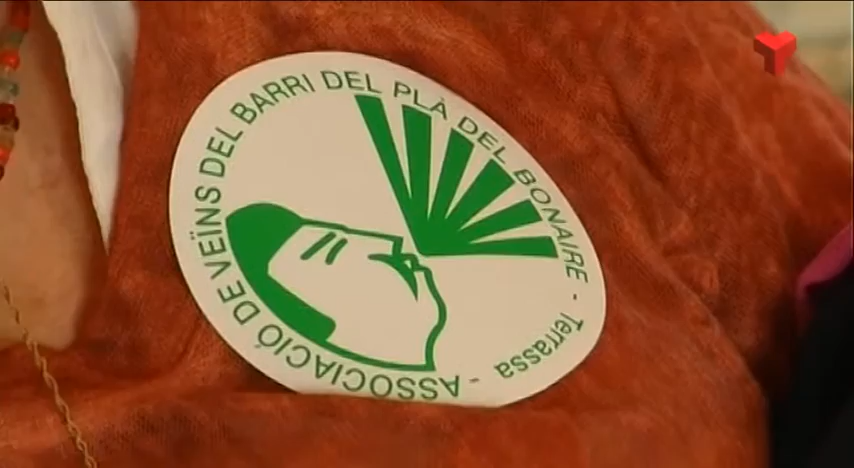 ASSOCIACIÓ DE VEÏNS DEL BARRI DEL PLÀ DEL BONAIRE - Terrassa -